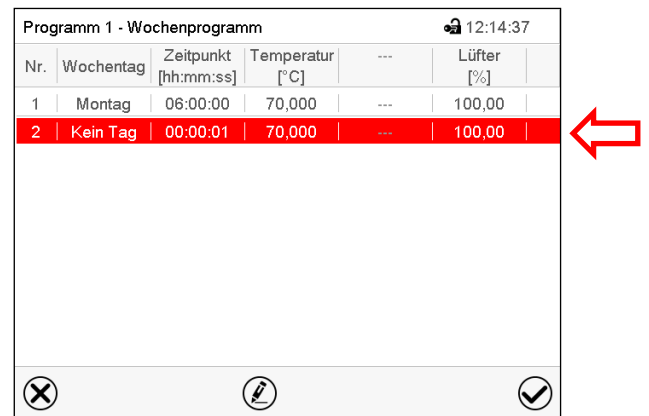 Programm 1 - Wochenprogramm 12:14:37
Nr. Wochentag Zeitpunkt [hh:mm:ss] Temperatur [°C] --- Lüfter [%]
1 Montag 06:00:00 70,000 --- 100,00
2 Kein Tag 00:00:01 70,000 --- 100,00